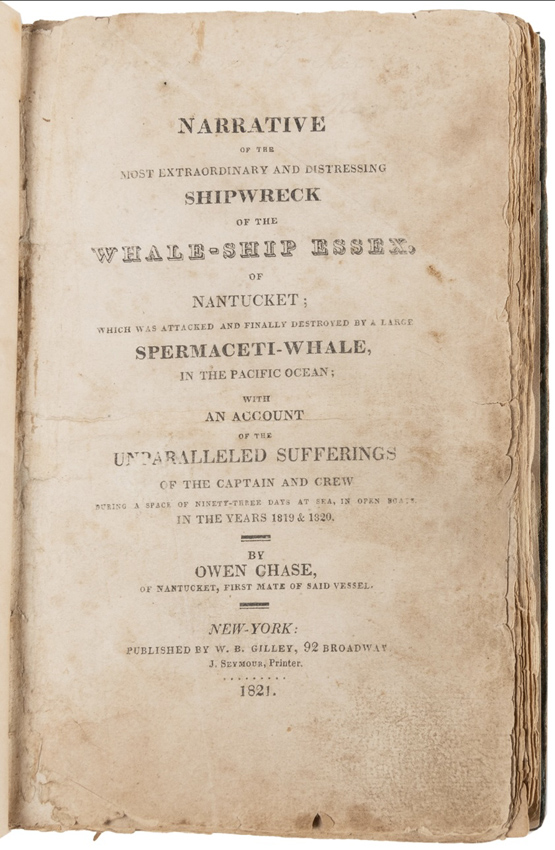 NARRATIVE
OF THE
MOST EXTRAORDINARY AND DISTRESSING
SHIPWRECK
OF THE
WHALE-SHIP ESSEX,
OF
NANTUCKET;
WHICH WAS ATTACKED AND FINALLY DESTROYED BY A LARGE
SPERMACETI-WHALE,
IN THE PACIFIC OCEAN;
WITH
AN ACCOUNT
OF THE
UNPARALLELED SUFFERINGS
OF THE CAPTAIN AND CREW
DURING A SPACE OF NINETY-THREE DAYS AT SEA, IN OPEN BOATS
IN THE YEARS 1819 & 1820.
BY
OWEN CHASE,
OF NANTUCKET, FIRST MATE OF SAID VESSEL.
NEW-YORK:
PUBLISHED BY W. B. GILLEY, 92 BROADWAY
J. SEYMOUR, Printer.
1821.